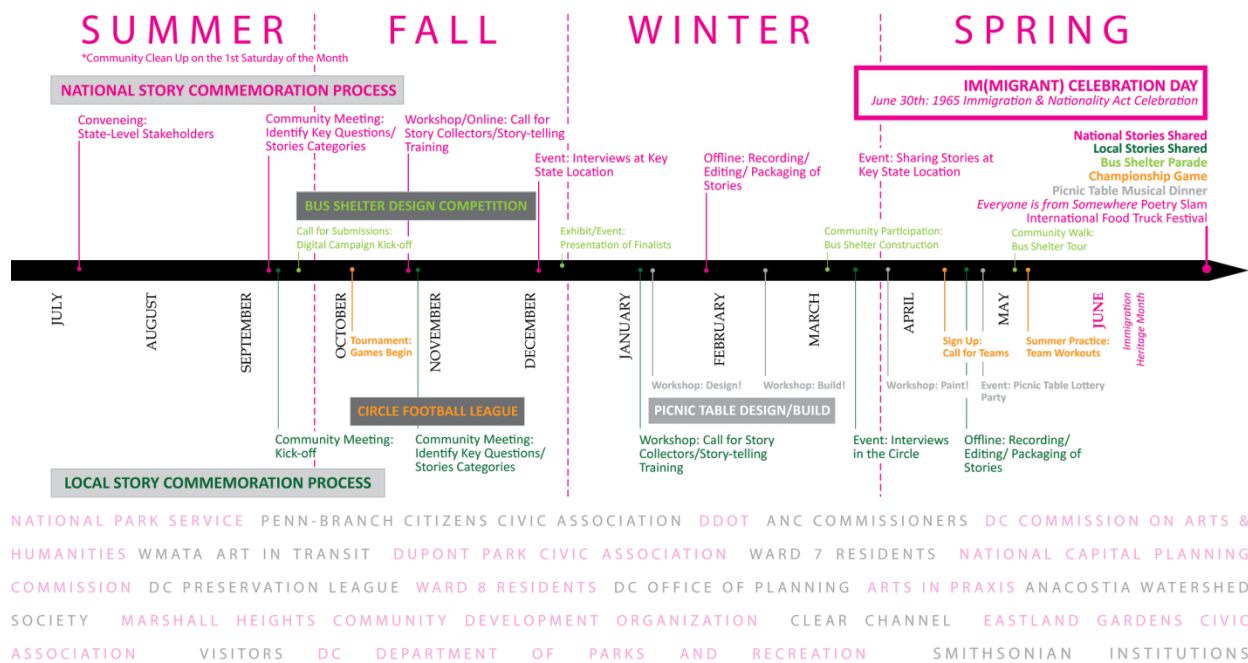 SUMMER
FALL
WINTER
SPRING
*Community Clean Up on the 1st Saturday of the Month
NATIONAL STORY COMMEMORATION PROCESS
IM(MIGRANT) CELEBRATION DAY
June 30th: 1965 Immigration & Nationality Act Celebration
Conveneing:
State-Level Stakeholders
Community Meeting:
Identify Key Questions/
Stories Categories
Workshop/Online: Call for
Story Collectors/Story-telling
Training
Event: Interviews at Key
State Location
Offline: Recording/
Editing/ Packaging of
Stories
Event: Sharing Stories at
Key State Location
National Stories Shared
Local Stories Shared
Bus Shelter Parade
Championship Game
Picnic Table Musical Dinner
Everyone is from Somewhere Poetry Slam
International Food Truck Festival
BUS SHELTER DESIGN COMPETITION
Call for Submissions:
Digital Campaign Kick-off
Exhibit/Event:
Presentation of Finalists
Community Participation:
Bus Shelter Construction
Community Walk:
Bus Shelter Tour
JULY
AUGUST
SEPTEMBER
OCTOBER
NOVEMBER
DECEMBER
JANUARY
FEBRUARY
MARCH
APRIL
MAY
JUNE
Immigration
Heritage Month
Tournament:
Games Begin
Sign Up:
Call for Teams
Summer Practice:
Team Workouts
Workshop: Design!
Workshop: Build!
Workshop: Paint!
Event: Picnic Table Lottery
Party
CIRCLE FOOTBALL LEAGUE
PICNIC TABLE DESIGN/BUILD
Community Meeting:
Kick-off
Community Meeting:
Identify Key Questions/
Stories Categories
Workshop: Call for Story
Collectors/Story-telling
Training
Event: Interviews
in the Circle
Offline: Recording/
Editing/ Packaging of
Stories
LOCAL STORY COMMEMORATION PROCESS
NATIONAL PARK SERVICE PENN-BRANCH CITIZENS CIVIC ASSOCIATION DDOT ANC COMMISSIONERS DC COMMISSION ON ARTS &
HUMANITIES WMATA ART IN TRANSIT DUPONT PARK CIVIC ASSOCIATION WARD 7 RESIDENTS NATIONAL CAPITAL PLANNING
COMMISSION DC PRESERVATION LEAGUE WARD 8 RESIDENTS DC OFFICE OF PLANNING ARTS IN PRAXIS ANACOSTIA WATERSHED
SOCIETY MARSHALL HEIGHTS COMMUNITY DEVELOPMENT ORGANIZATION CLEAR CHANNEL EASTLAND GARDENS CIVIC
ASSOCIATION VISITORS DC DEPARTMENT OF PARKS AND RECREATION SMITHSONIAN INSTITUTIONS